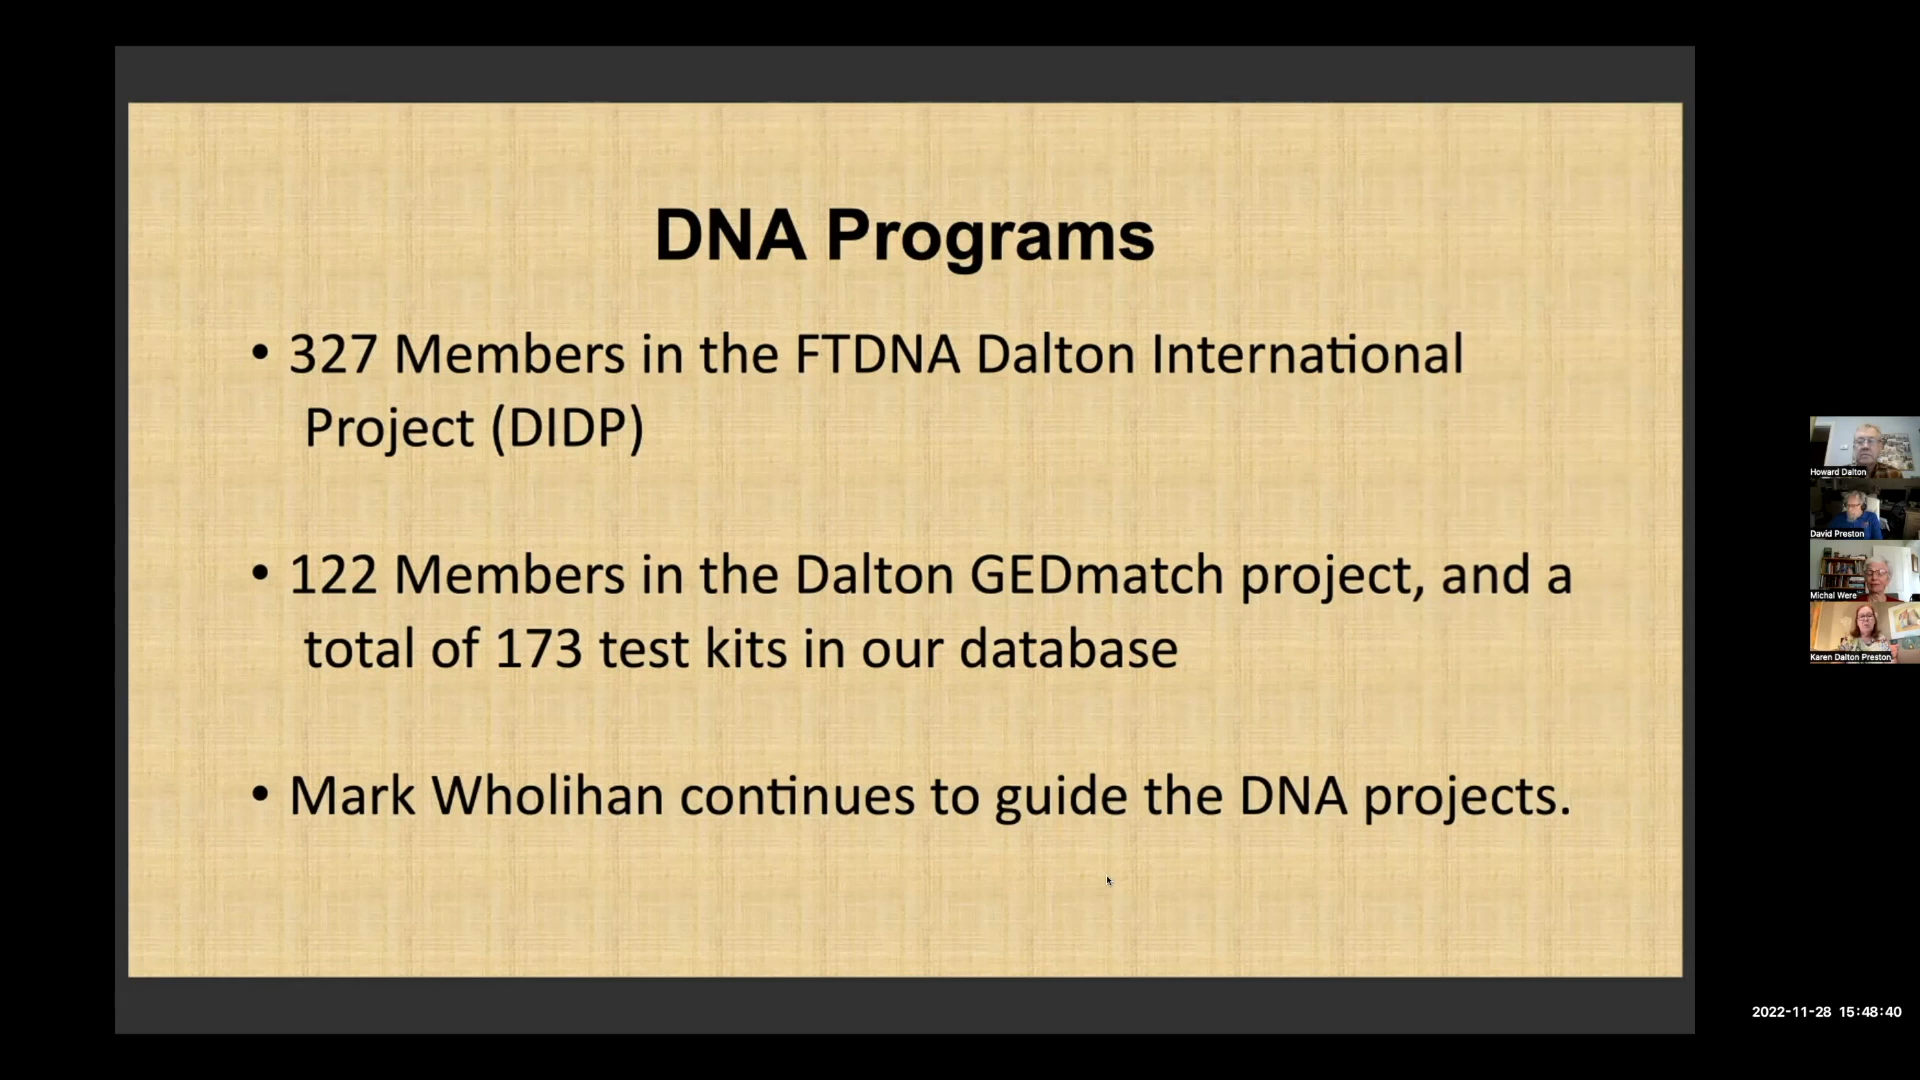 DNA Programs
• 327 Members in the FTDNA Dalton International
Project (DIDP)
• 122 Members in the Dalton GEDmatch project, and a
total of 173 test kits in our database
• Mark Wholihan continues to guide the DNA projects.
Howard Dalton
David Preston
Michal Were
Karen Dalton Preston
2022-11-28 15:48:40